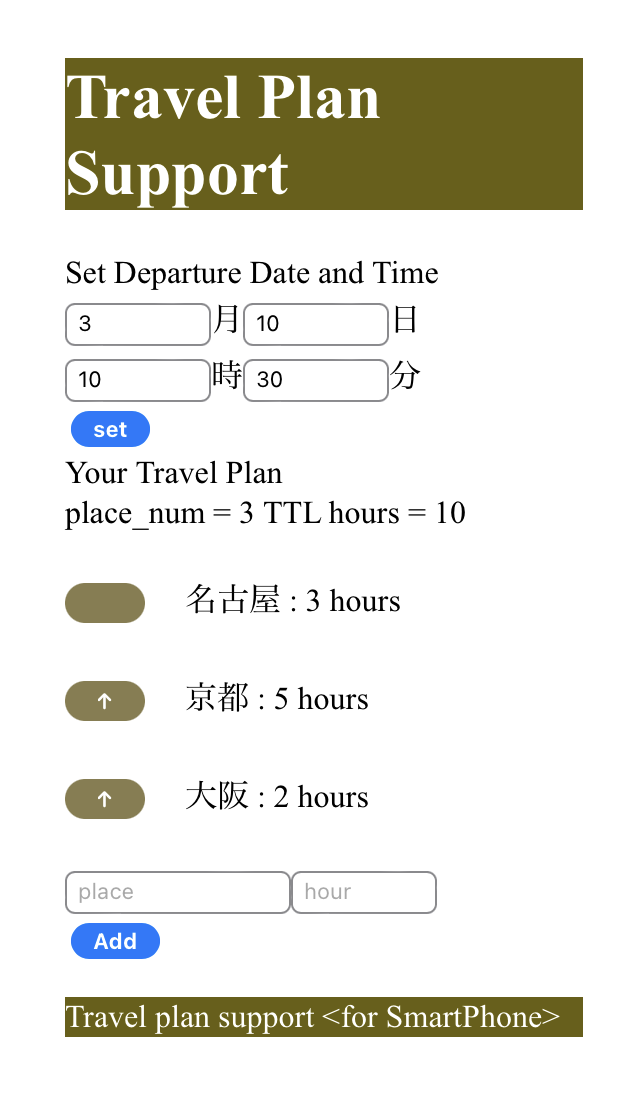 Travel Plan
Support
Set Departure Date and Time
3 月 10 日
10 時 30 分
set
Your Travel Plan
place_num = 3 TTL hours = 10
名古屋 : 3 hours
↑ 京都 : 5 hours
↑ 大阪 : 2 hours
place hour
Add
Travel plan support <for SmartPhone>